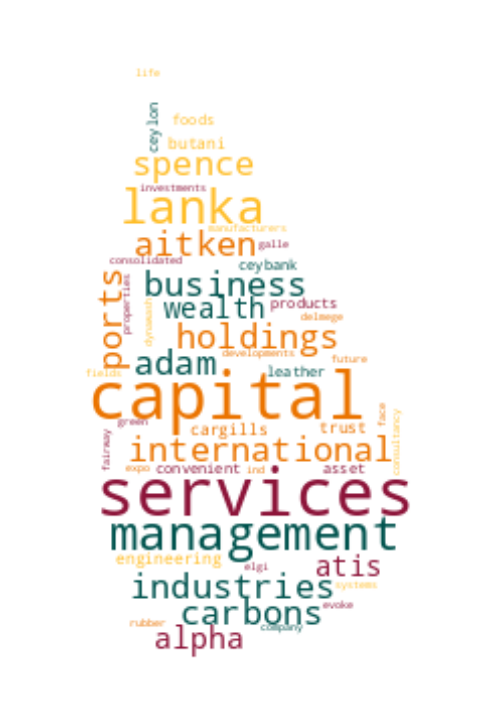 life
ceylon
foods
butani
spence
investments
lanka
manufacturers
aitken
galle
consolidated
ceybank
ports
properties
business
dynawash
wealth
products
delmege
holdings
developments
adam
future
fields
leather
capital
face
green
cargills
trust
consultancy
fairway
international
expo
convenient
ind
asset
services
management
engineering
elgi
atis
industries
systems
carbons
evoke
rubber
company
alpha